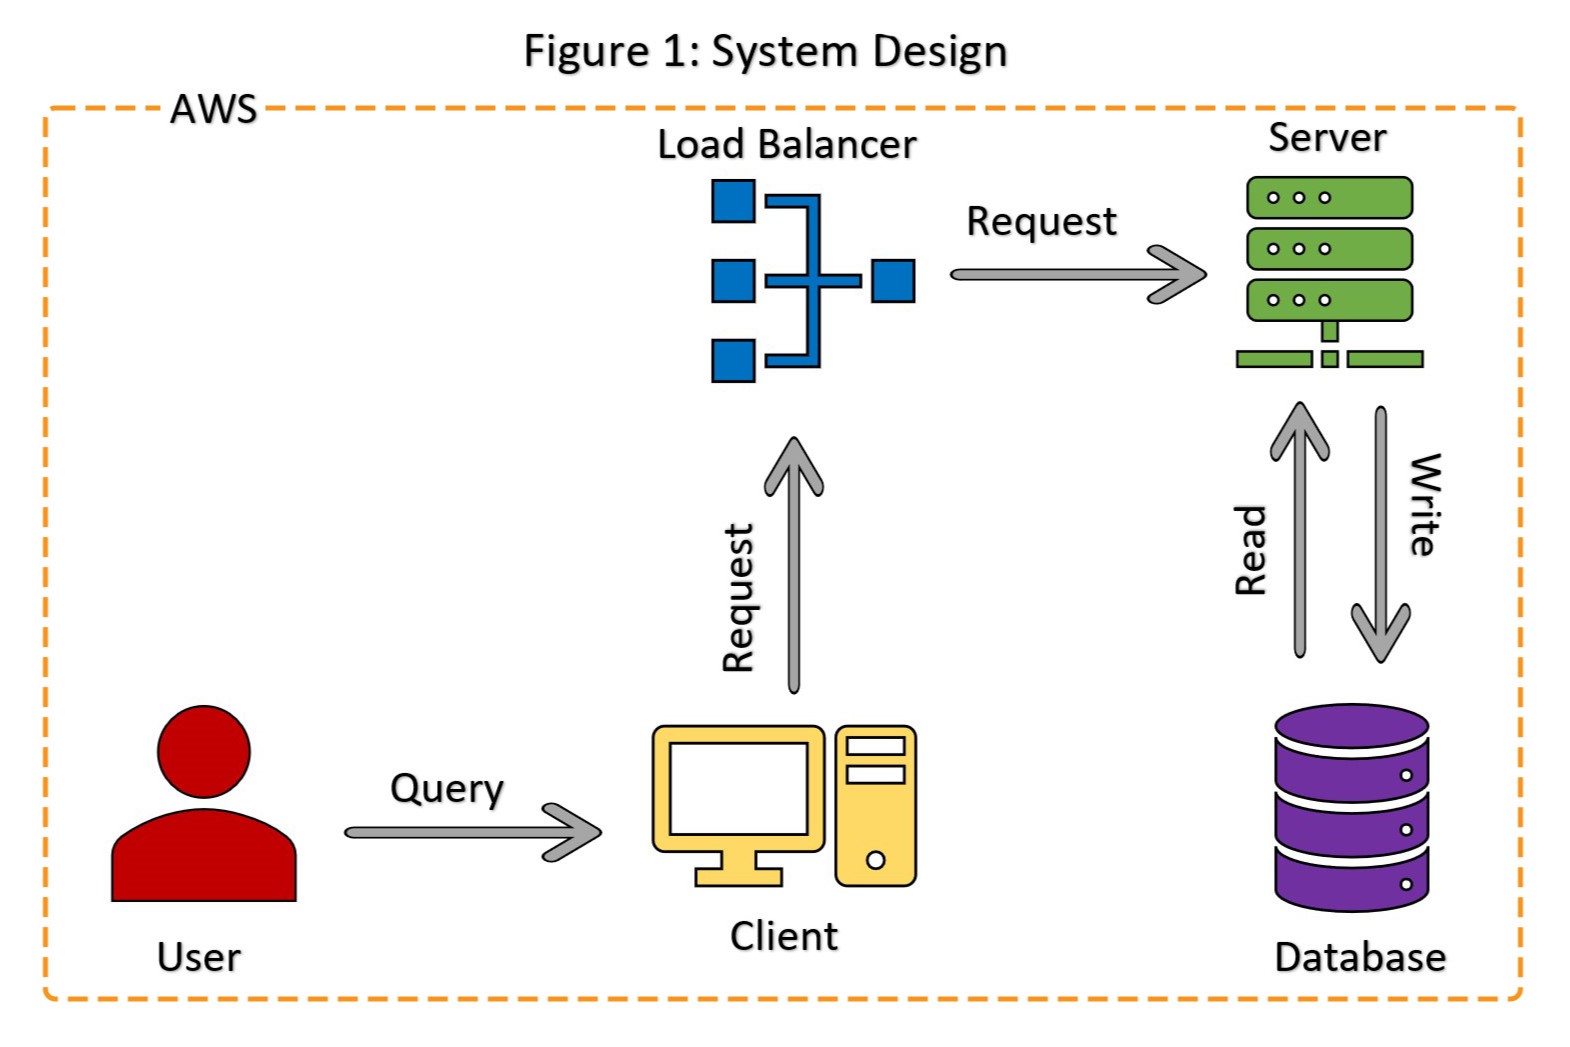 Figure 1: System Design
AWS
Load Balancer
Server
Request
Request
Read
Write
Query
User
Client
Database